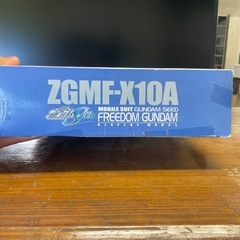 ZGMF-X10A
MOBILE SUIT GUNDAM SEED
FREEDOM GUNDAM
DISPLAY MODEL